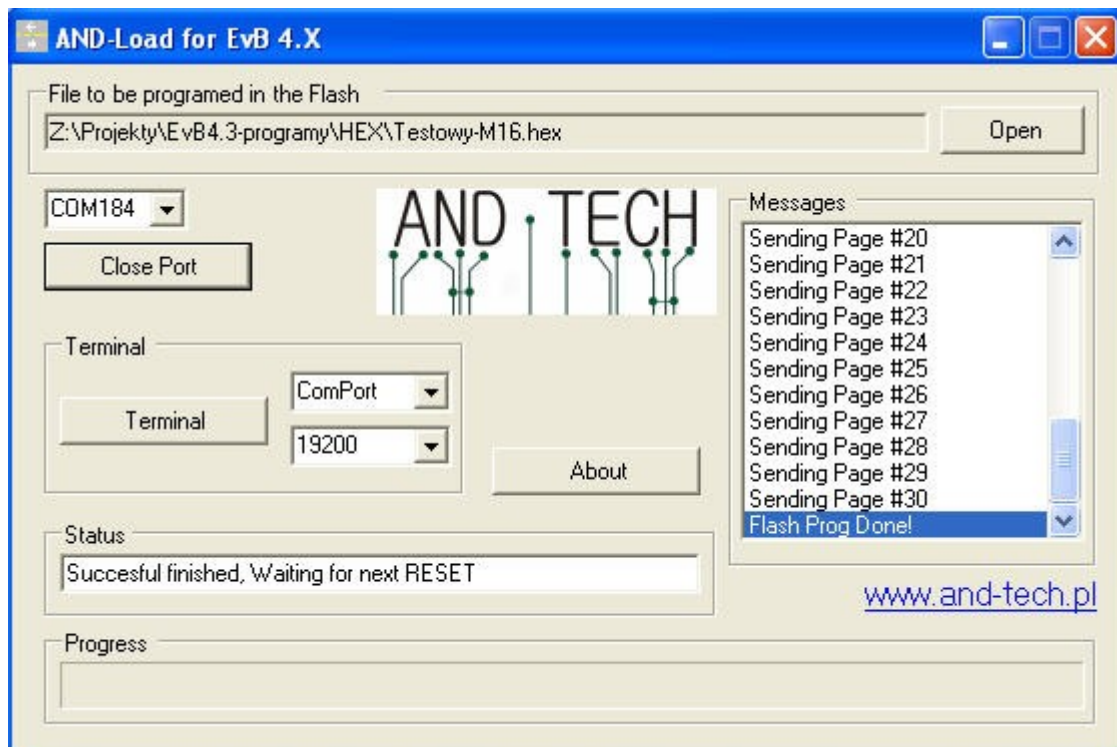 AND-Load for EvB 4.X
File to be programed in the Flash
Z:\Projekty\EvB4.3-programy\HEX\Testowy-M16.hex
Open
COM184
Close Port
AND TECH
Terminal
Terminal
ComPort
19200
About
Messages
Sending Page #20
Sending Page #21
Sending Page #22
Sending Page #23
Sending Page #24
Sending Page #25
Sending Page #26
Sending Page #27
Sending Page #28
Sending Page #29
Sending Page #30
Flash Prog Done!
Status
Succesful finished, Waiting for next RESET
www.and-tech.pl
Progress